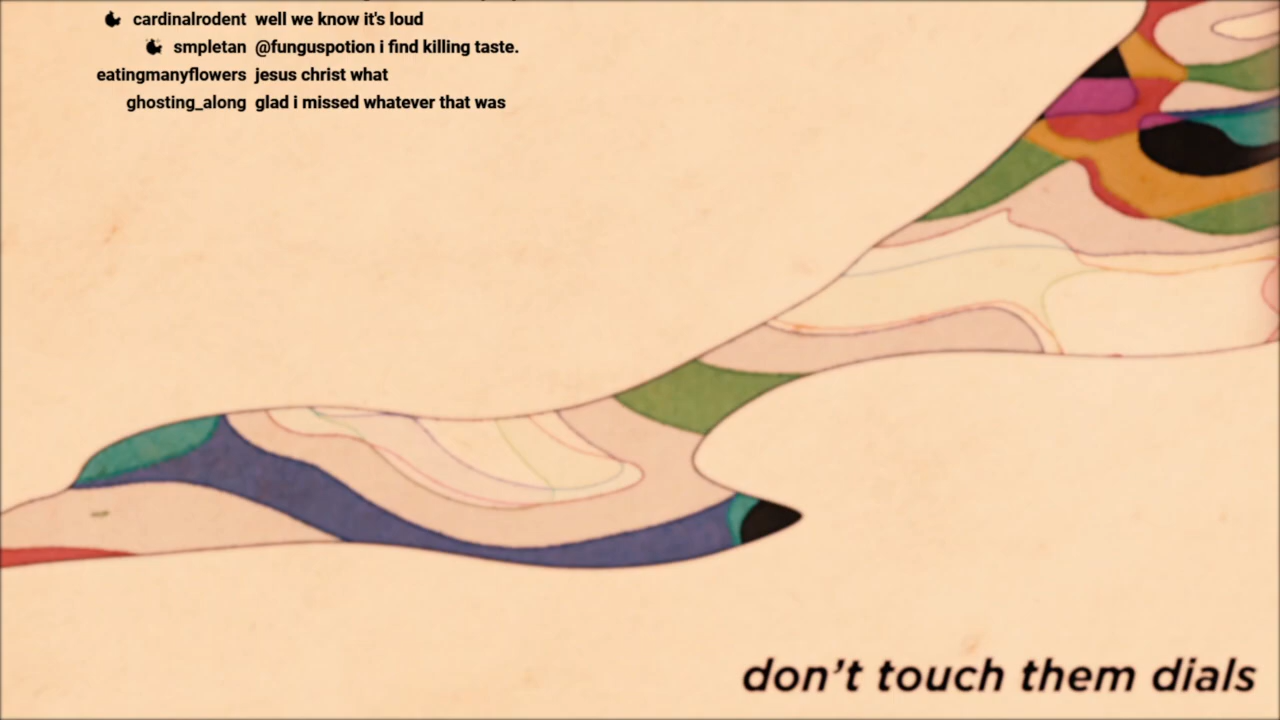 cardinalrodent well we know it's loud
smpletan @funguspotion i find killing taste.
eatingmanyflowers jesus christ what
ghosting_along glad i missed whatever that was
don't touch them dials